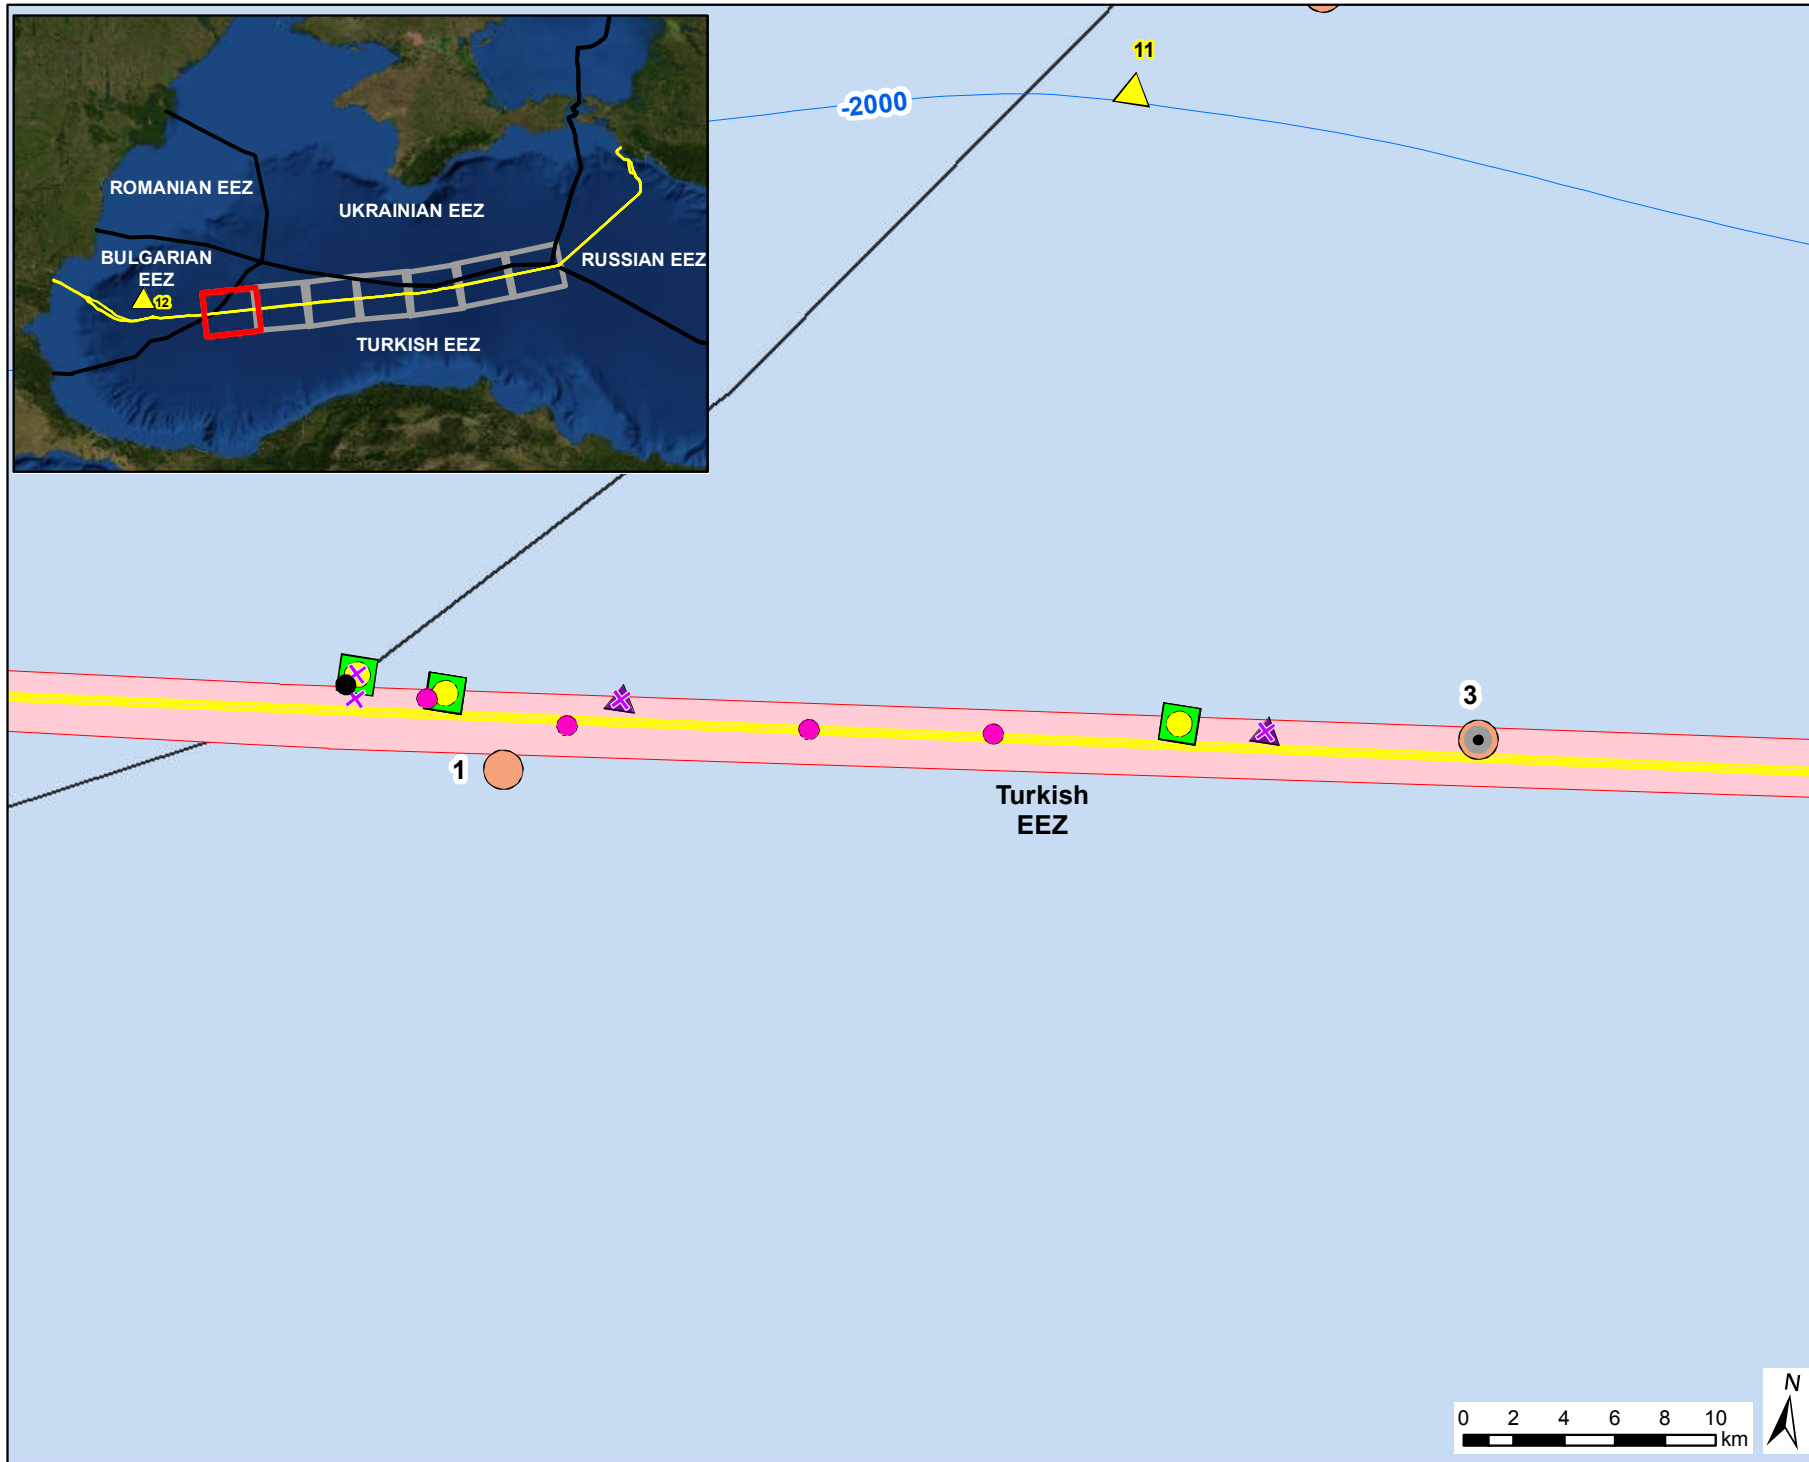 11
-2000
ROMANIAN EEZ
UKRAINIAN EEZ
BULGARIAN
EEZ
RUSSIAN EEZ
12
TURKISH EEZ
3
1
Turkish
EEZ
N
0 2 4 6 8 10
km